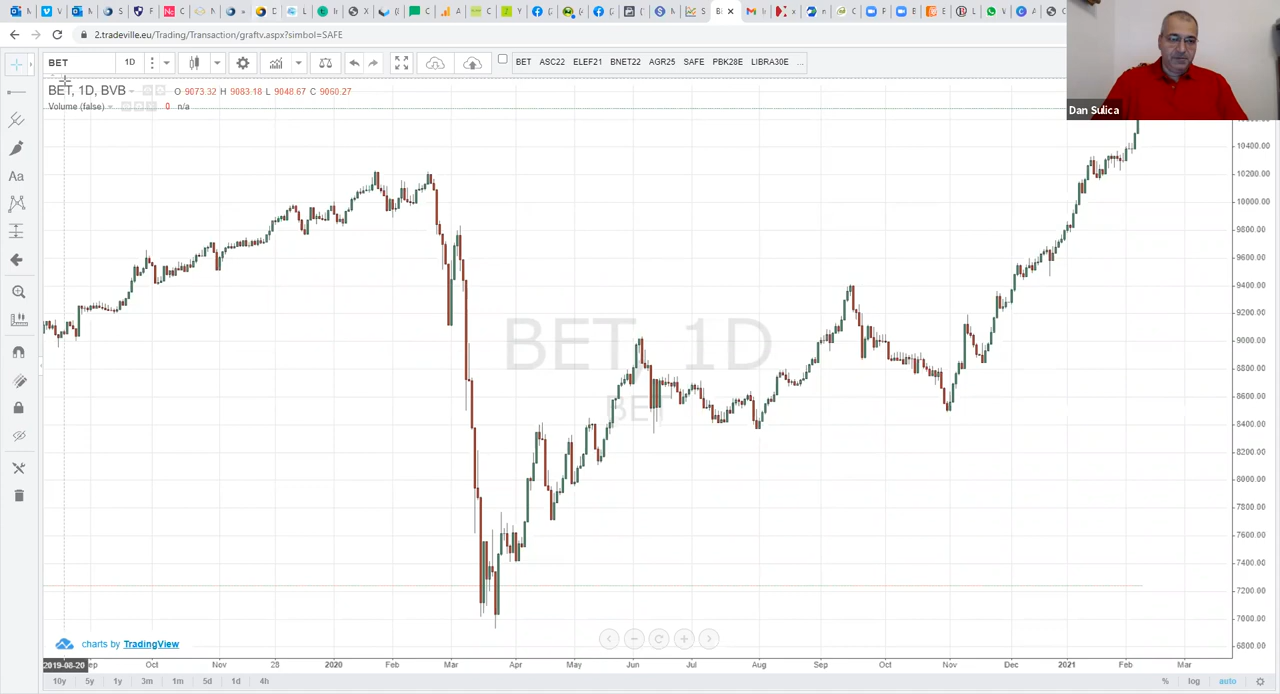 2.tradeville.eu/Trading/Transaction/graftv.aspx?simbol=SAFE
BET 1D BET ASC22 ELEF21 BNET22 AGR25 SAFE PBK28E LIBRA30E ...
BET, 1D, BVB O 9073.32 H 9083.18 L 9048.67 C 9060.27
Volume (false) 0 n/a
Dan Sulica
Aa
BET, 1D
BET
10400.00
10200.00
10000.00
9800.00
9600.00
9400.00
9200.00
9000.00
8800.00
8600.00
8400.00
8200.00
8000.00
7800.00
7600.00
7400.00
7200.00
7000.00
6800.00
charts by TradingView
2019-08-20 ep Oct Nov 28 2020 Feb Mar Apr May Jun Jul Aug Sep Oct Nov Dec 2021 Feb Mar
10y 5y 1y 3m 1m 5d 1d 4h % log auto